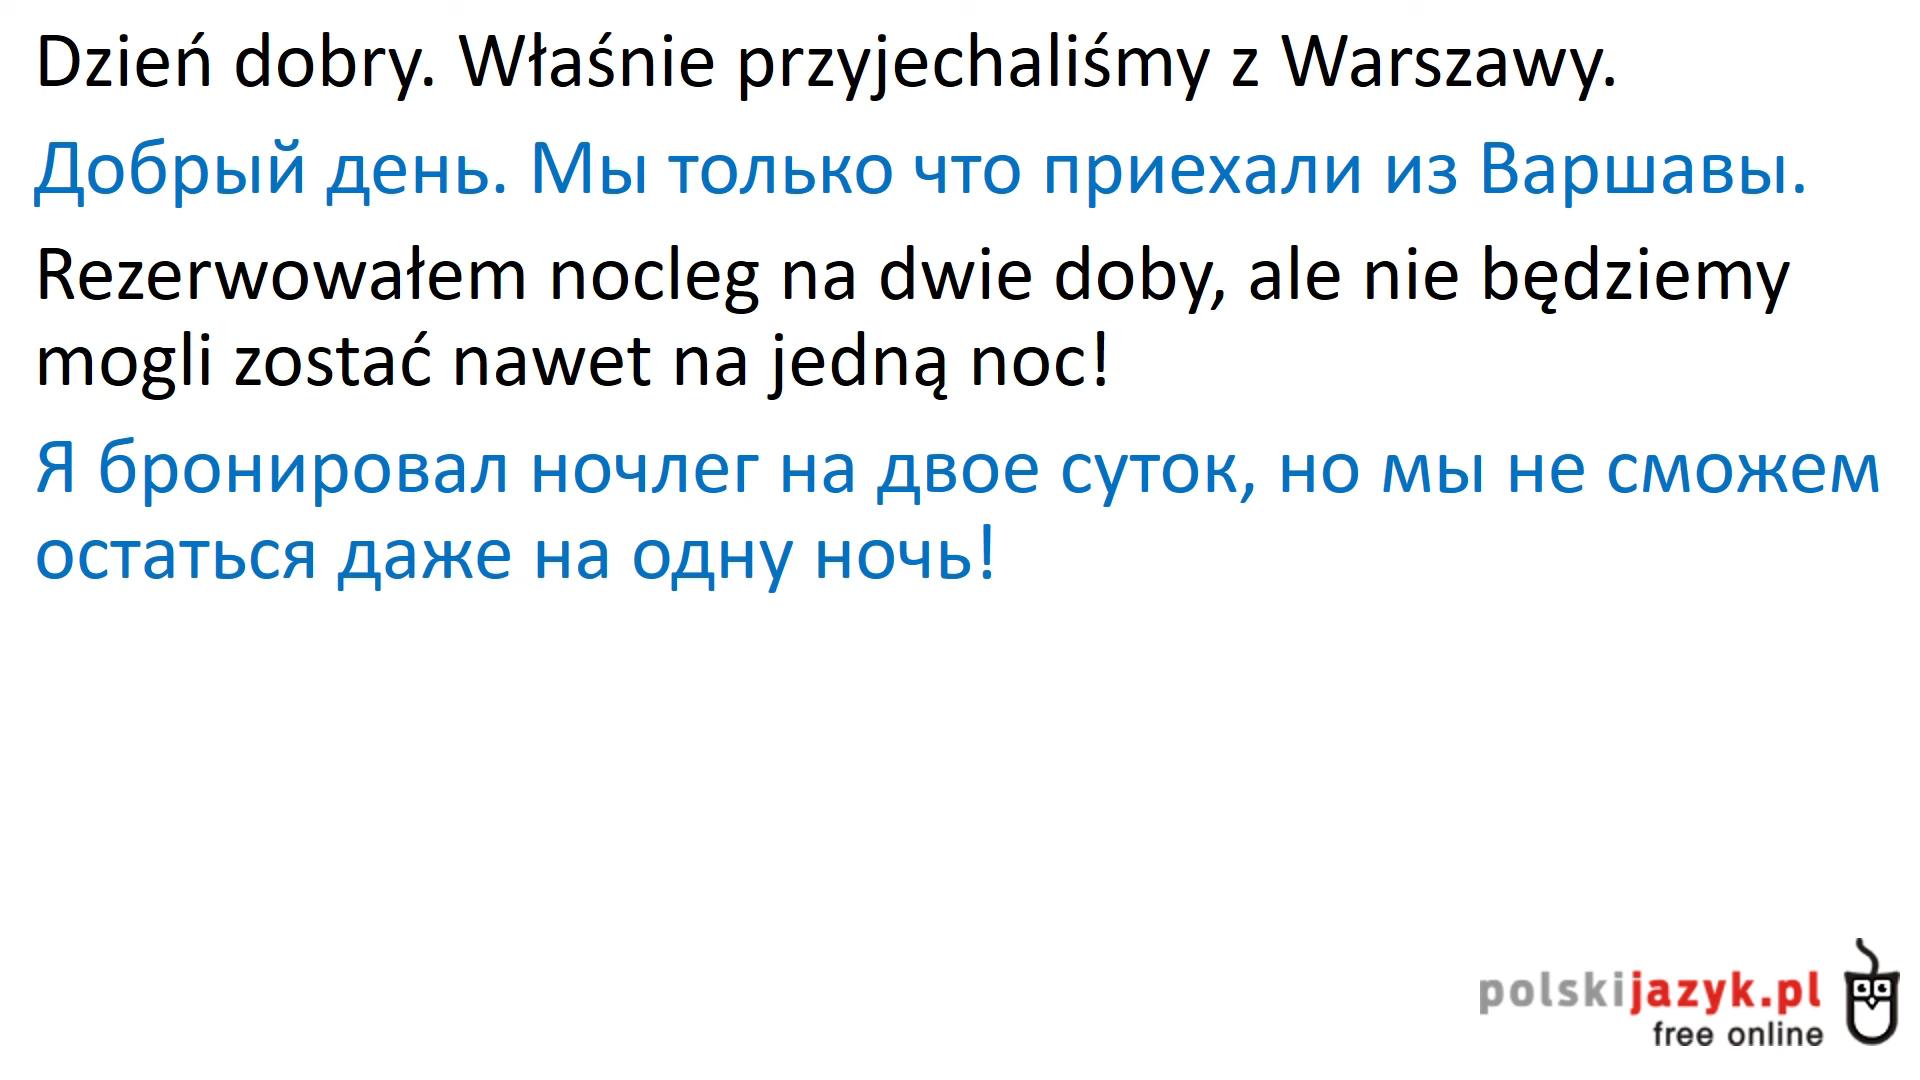 Dzień dobry. Właśnie przyjechaliśmy z Warszawy.
Добрый день. Мы только что приехали из Варшавы.
Rezerwowałem nocleg na dwie doby, ale nie będziemy
mogli zostać nawet na jedną noc!
Я бронировал ночлег на двое суток, но мы не сможем
остаться даже на одну ночь!
polskijazyk.pl
free online